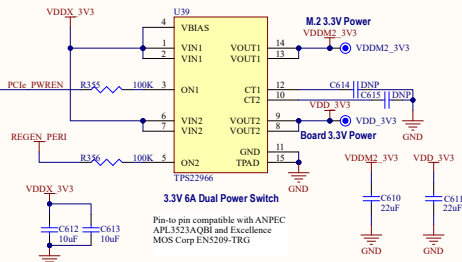 VDDX_3V3
U39
4 VBIAS
M.2 3.3V Power
VDDM2_3V3
1 VIN1 VOUT1 14 VDDM2_3V3
2 VIN1 VOUT1 13
PCIe_PWREN R355 100K 3 ON1 CT1 12 C614 DNP
CT2 10 C615 DNP
VDD_3V3
6 VIN2 VOUT2 9 VDD_3V3
7 VIN2 VOUT2 8
GND
REGEN_PERI
Board 3.3V Power
GND 11
R356 100K 5 ON2 TPAD 15
TPS22966
GND
VDDM2_3V3 VDD_3V3
3.3V 6A Dual Power Switch
VDDX_3V3
C610 C611
22uF 22uF
Pin-to pin compatible with ANPEC
APL3523AQBI and Excellence
MOS Corp EN5209-TRG
C612 C613
10uF 10uF
GND GND